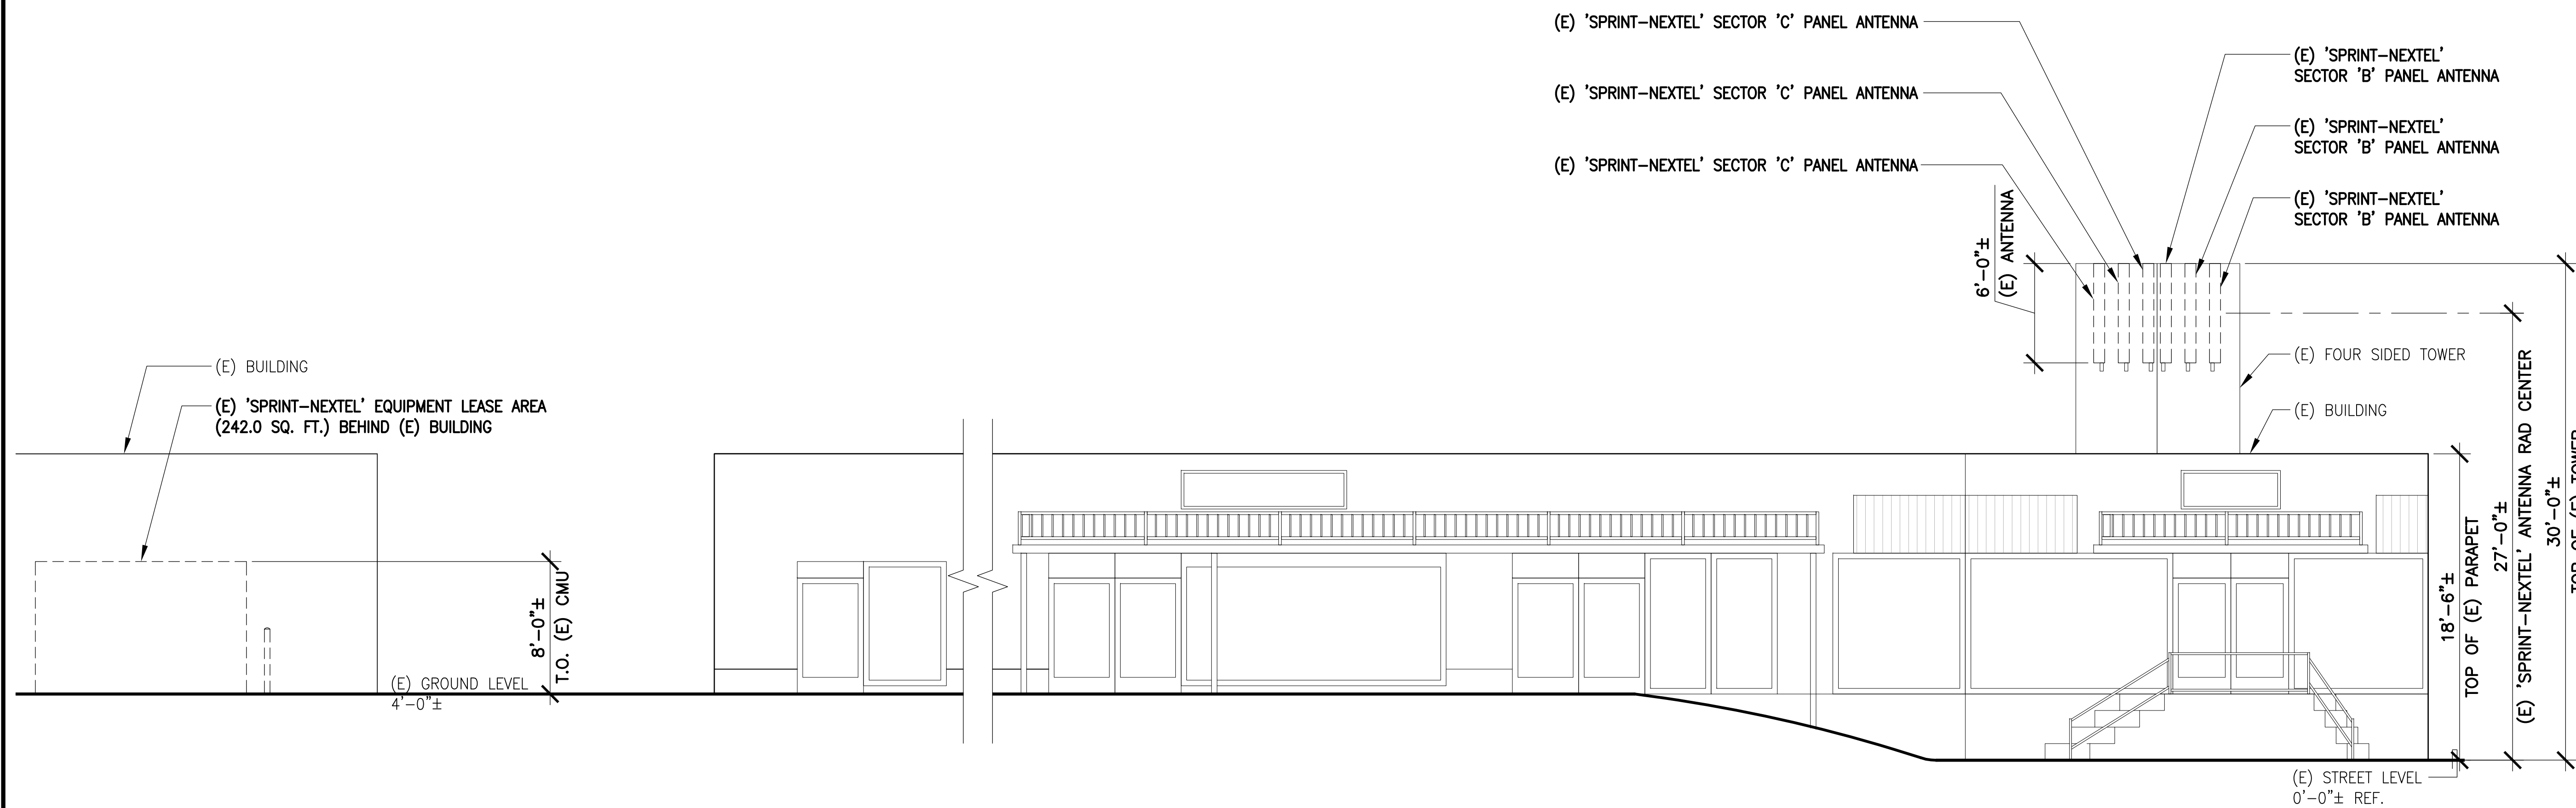 (E) 'SPRINT-NEXTEL' SECTOR 'C' PANEL ANTENNA
(E) 'SPRINT-NEXTEL' SECTOR 'C' PANEL ANTENNA
(E) 'SPRINT-NEXTEL' SECTOR 'C' PANEL ANTENNA
(E) 'SPRINT-NEXTEL'
SECTOR 'B' PANEL ANTENNA
(E) 'SPRINT-NEXTEL'
SECTOR 'B' PANEL ANTENNA
(E) 'SPRINT-NEXTEL'
SECTOR 'B' PANEL ANTENNA
6'-0"±
(E) ANTENNA
(E) FOUR SIDED TOWER
(E) BUILDING
(E) BUILDING
(E) 'SPRINT-NEXTEL' EQUIPMENT LEASE AREA
(242.0 SQ. FT.) BEHIND (E) BUILDING
8'-0"±
T.O. (E) CMU
(E) GROUND LEVEL
4'-0"±
18'-6"±
TOP OF (E) PARAPET
27'-0"±
(E) 'SPRINT-NEXTEL' ANTENNA RAD CENTER
30'-0"±
TOP OF (E) TOWER
(E) STREET LEVEL
0'-0"± REF.